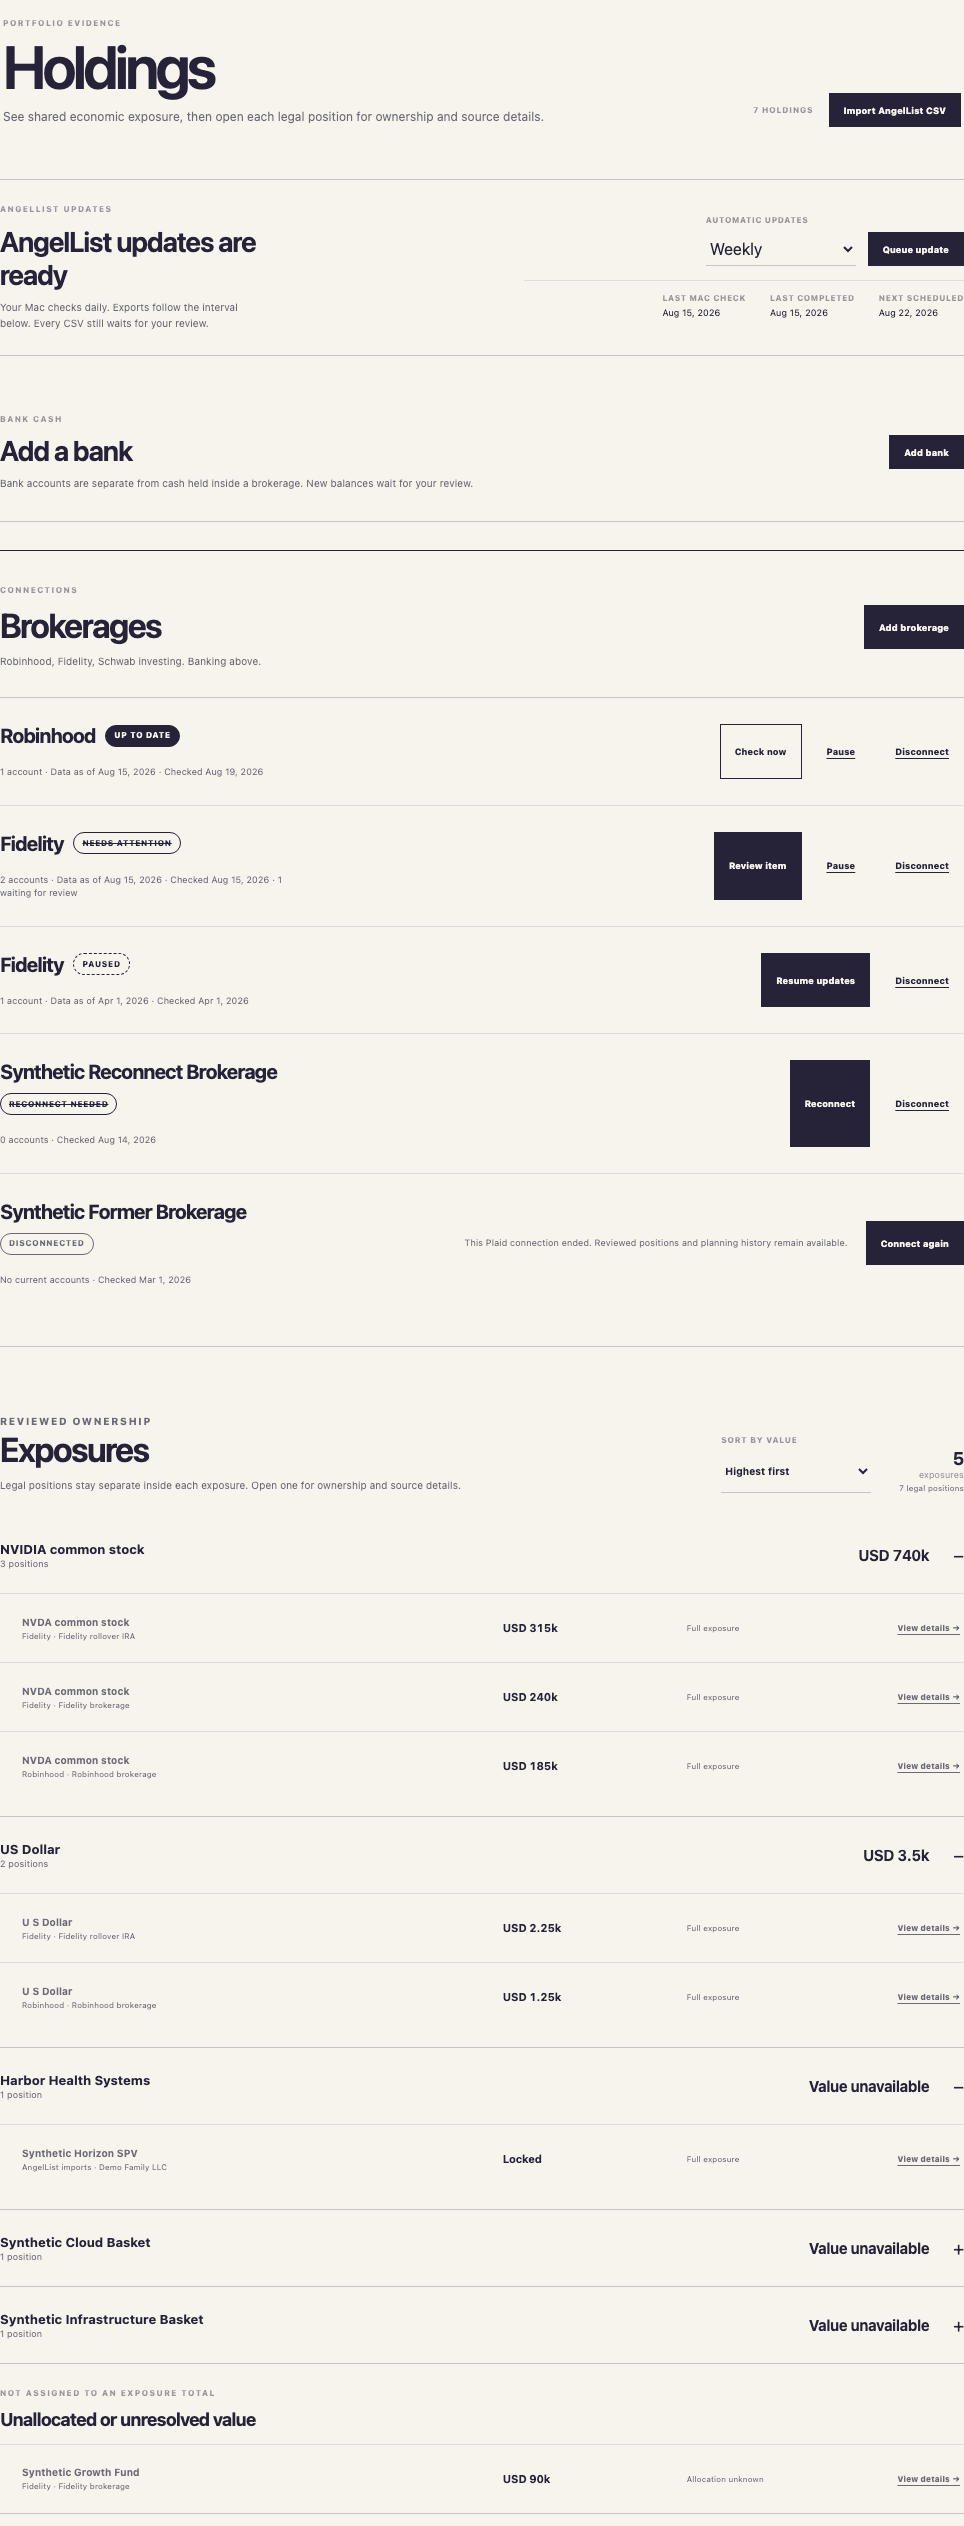 PORTFOLIO EVIDENCE
Holdings
See shared economic exposure, then open each legal position for ownership and source details.
7 HOLDINGS
Import AngelList CSV
ANGELLIST UPDATES
AngelList updates are
ready
Your Mac checks daily. Exports follow the interval
below. Every CSV still waits for your review.
AUTOMATIC UPDATES
Weekly
Queue update
LAST MAC CHECK LAST COMPLETED NEXT SCHEDULED
Aug 15, 2026 Aug 15, 2026 Aug 22, 2026
BANK CASH
Add a bank
Bank accounts are separate from cash held inside a brokerage. New balances wait for your review.
Add bank
CONNECTIONS
Brokerages
Robinhood, Fidelity, Schwab investing. Banking above.
Add brokerage
Robinhood UP TO DATE
1 account · Data as of Aug 15, 2026 · Checked Aug 19, 2026
Check now Pause Disconnect
Fidelity NEEDS ATTENTION
2 accounts · Data as of Aug 15, 2026 · Checked Aug 15, 2026 · 1
waiting for review
Review item Pause Disconnect
Fidelity PAUSED
1 account · Data as of Apr 1, 2026 · Checked Apr 1, 2026
Resume updates Disconnect
Synthetic Reconnect Brokerage
RECONNECT NEEDED
0 accounts · Checked Aug 14, 2026
Reconnect Disconnect
Synthetic Former Brokerage
DISCONNECTED
No current accounts · Checked Mar 1, 2026
This Plaid connection ended. Reviewed positions and planning history remain available.
Connect again
REVIEWED OWNERSHIP
Exposures
Legal positions stay separate inside each exposure. Open one for ownership and source details.
SORT BY VALUE
Highest first
5
exposures
7 legal positions
NVIDIA common stock
3 positions
USD 740k −
NVDA common stock
Fidelity · Fidelity rollover IRA
USD 315k Full exposure View details →
NVDA common stock
Fidelity · Fidelity brokerage
USD 240k Full exposure View details →
NVDA common stock
Robinhood · Robinhood brokerage
USD 185k Full exposure View details →
US Dollar
2 positions
USD 3.5k −
U S Dollar
Fidelity · Fidelity rollover IRA
USD 2.25k Full exposure View details →
U S Dollar
Robinhood · Robinhood brokerage
USD 1.25k Full exposure View details →
Harbor Health Systems
1 position
Value unavailable −
Synthetic Horizon SPV
AngelList imports · Demo Family LLC
Locked Full exposure View details →
Synthetic Cloud Basket
1 position
Value unavailable +
Synthetic Infrastructure Basket
1 position
Value unavailable +
NOT ASSIGNED TO AN EXPOSURE TOTAL
Unallocated or unresolved value
Synthetic Growth Fund
Fidelity · Fidelity brokerage
USD 90k Allocation unknown View details →